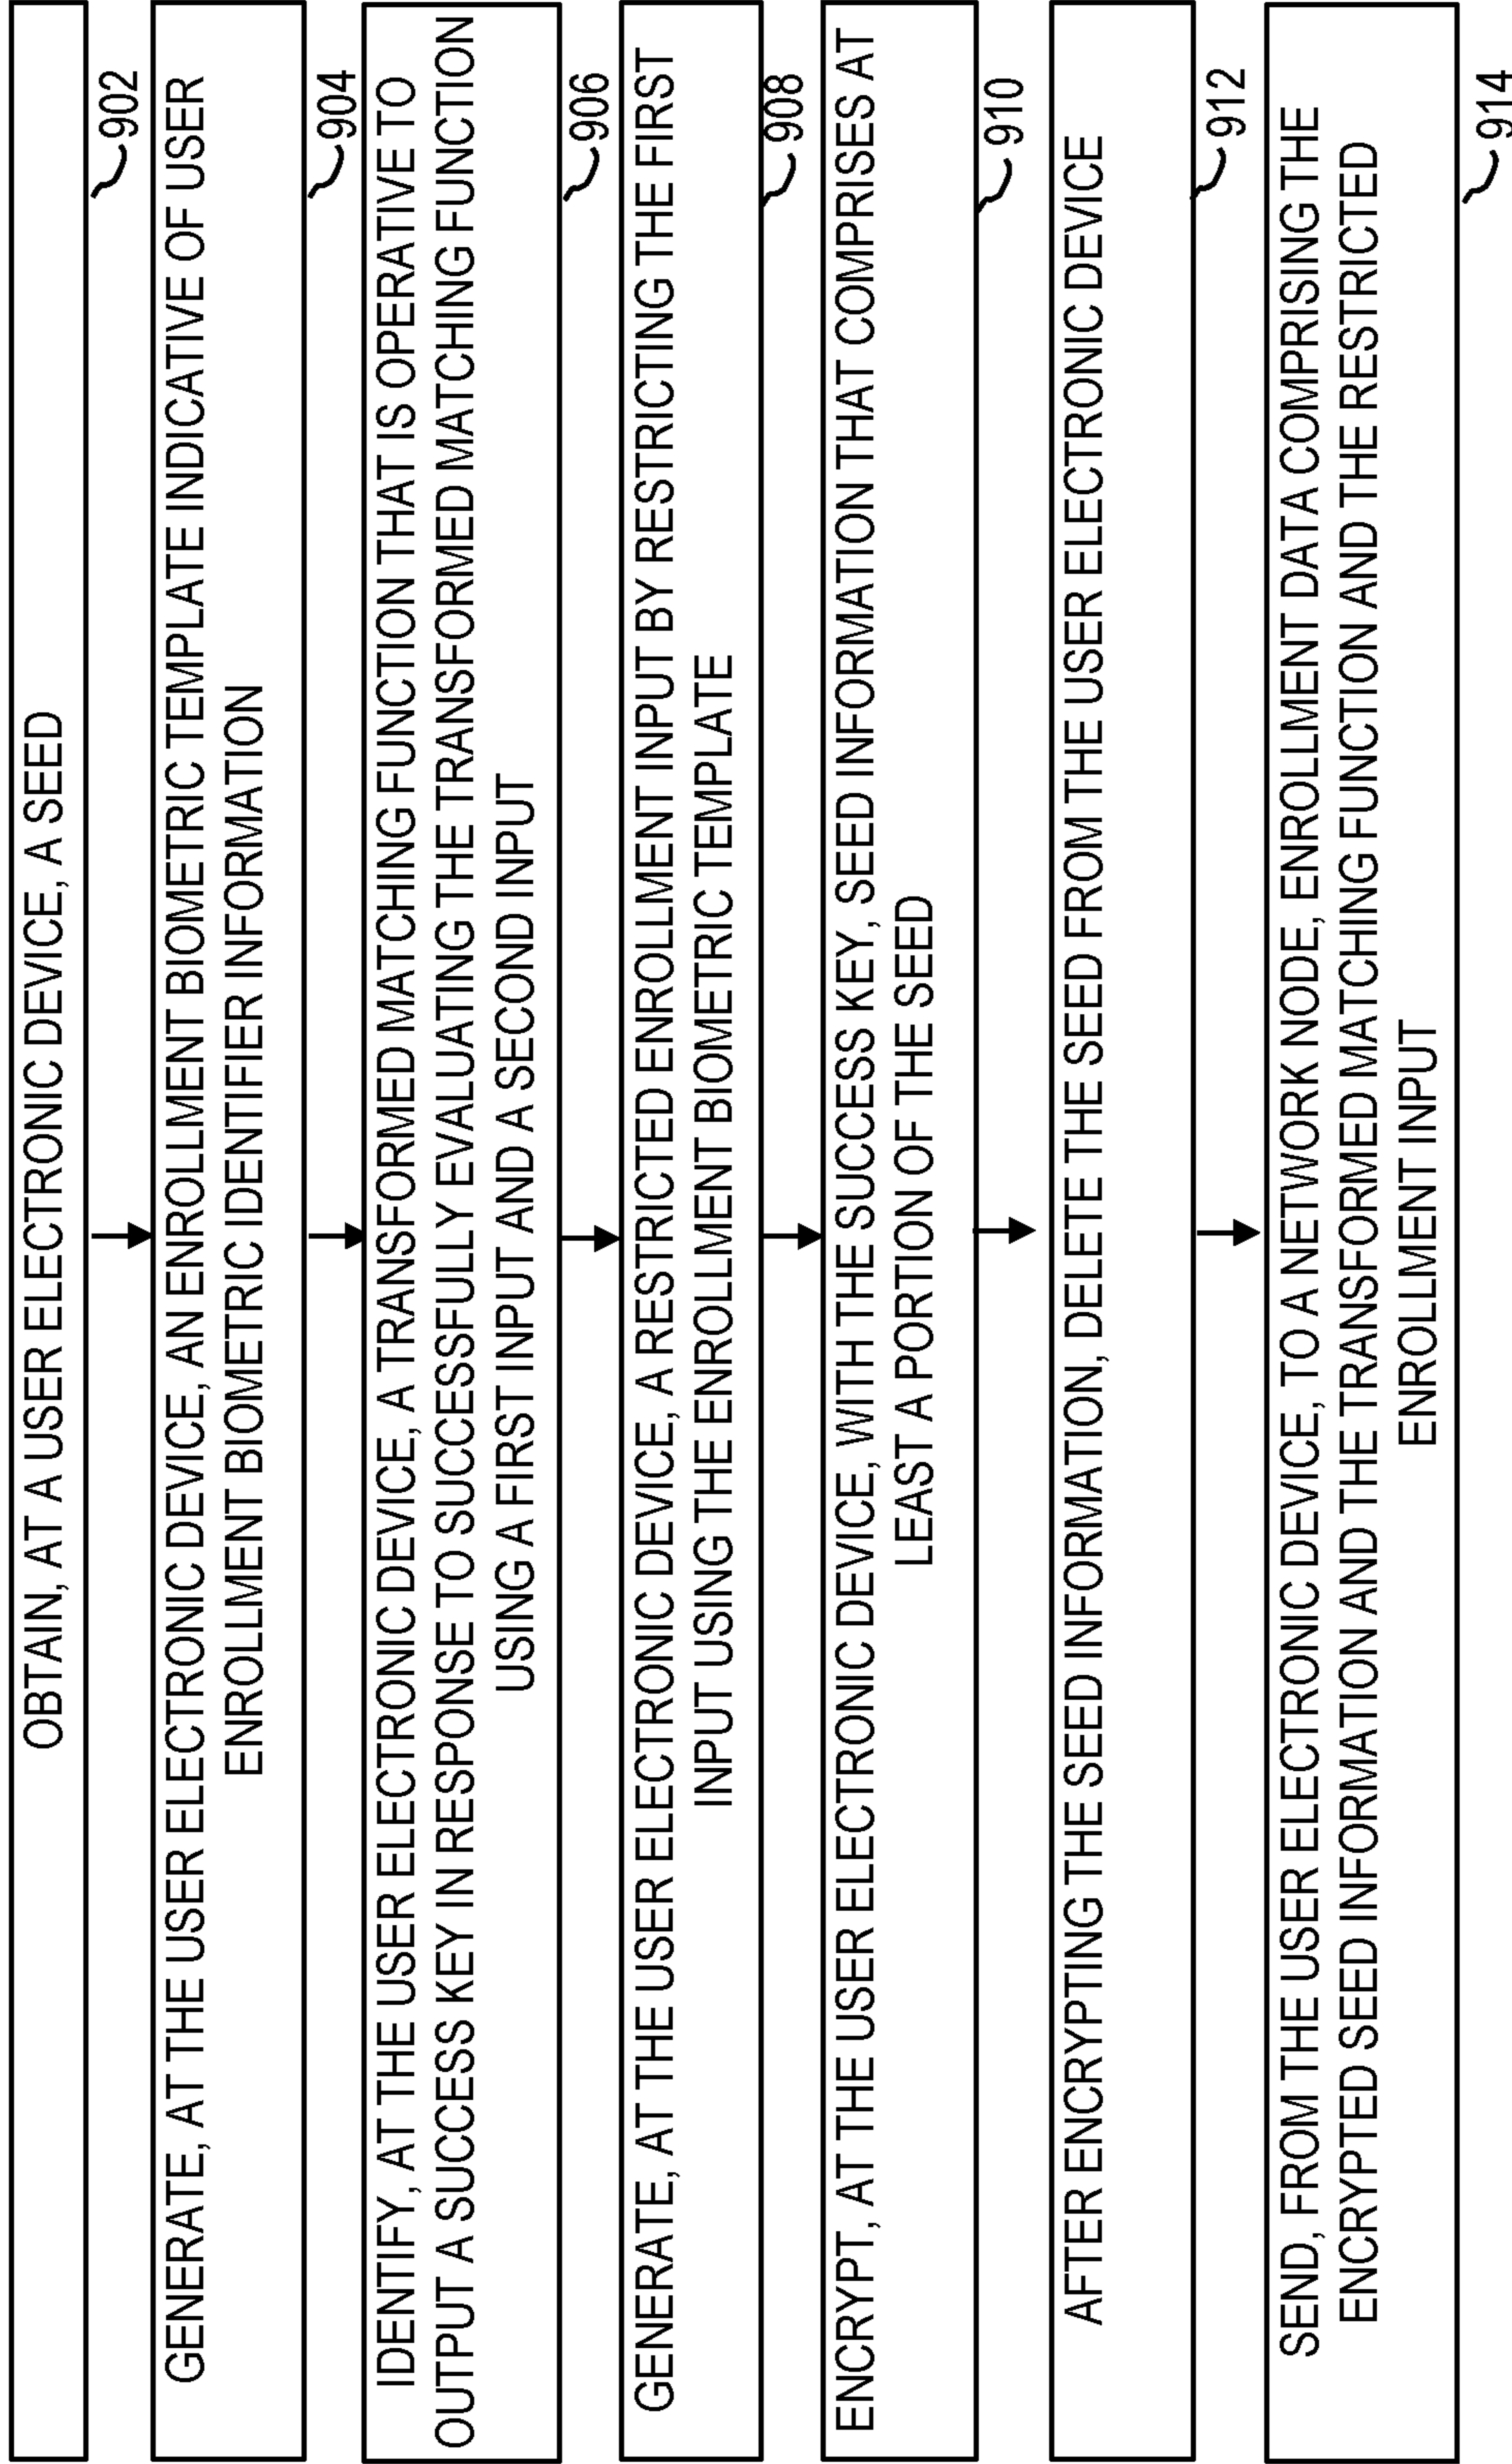 OBTAIN, AT A USER ELECTRONIC DEVICE, A SEED
902
GENERATE, AT THE USER ELECTRONIC DEVICE, AN ENROLLMENT BIOMETRIC TEMPLATE INDICATIVE OF USER
ENROLLMENT BIOMETRIC IDENTIFIER INFORMATION
904
IDENTIFY, AT THE USER ELECTRONIC DEVICE, A TRANSFORMED MATCHING FUNCTION THAT IS OPERATIVE TO
OUTPUT A SUCCESS KEY IN RESPONSE TO SUCCESSFULLY EVALUATING THE TRANSFORMED MATCHING FUNCTION
USING A FIRST INPUT AND A SECOND INPUT
906
GENERATE, AT THE USER ELECTRONIC DEVICE, A RESTRICTED ENROLLMENT INPUT BY RESTRICTING THE FIRST
INPUT USING THE ENROLLMENT BIOMETRIC TEMPLATE
908
ENCRYPT, AT THE USER ELECTRONIC DEVICE, WITH THE SUCCESS KEY, SEED INFORMATION THAT COMPRISES AT
LEAST A PORTION OF THE SEED
910
AFTER ENCRYPTING THE SEED INFORMATION, DELETE THE SEED FROM THE USER ELECTRONIC DEVICE
912
SEND, FROM THE USER ELECTRONIC DEVICE, TO A NETWORK NODE, ENROLLMENT DATA COMPRISING THE
ENCRYPTED SEED INFORMATION AND THE TRANSFORMED MATCHING FUNCTION AND THE RESTRICTED
ENROLLMENT INPUT
914